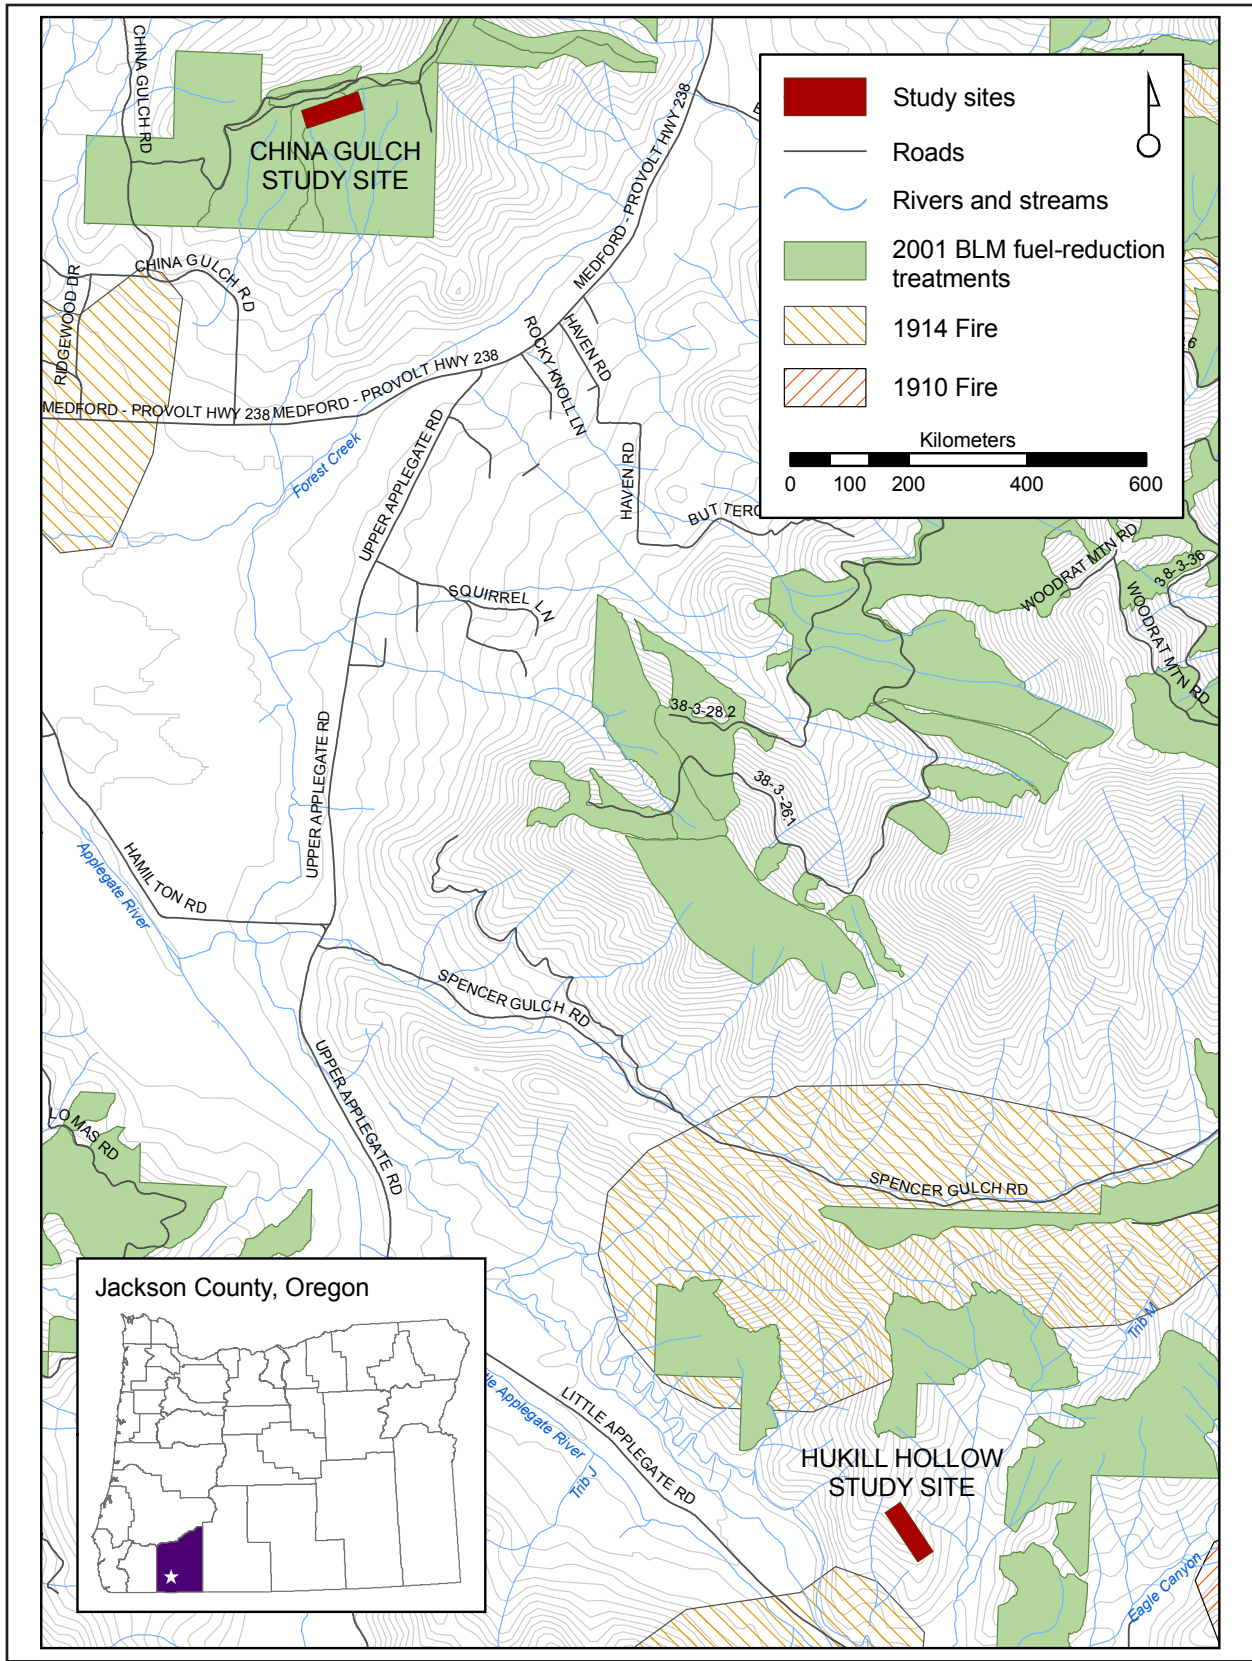 CHINA GULCH RD
CHINA GULCH
STUDY SITE
MEDFORD - PROVOLT HWY 238
Study sites
Roads
Rivers and streams
2001 BLM fuel-reduction
treatments
1914 Fire
1910 Fire
Kilometers
0 100 200 400 600
CHINA GULCH RD
RIDGEWOOD DR
MEDFORD - PROVOLT HWY 238
MEDFORD - PROVOLT HWY 238
ROCKY KNOLL LN
HAVEN RD
HAVEN RD
Forest Creek
UPPER APPLEGATE RD
BUTTERC
SQUIRREL LN
WOODRAT MTN RD
38-3-36
WOODRAT MTN RD
38-3-28.2
38-3-26.1
UPPER APPLEGATE RD
HAMILTON RD
Applegate River
SPENCER GULCH RD
UPPER APPLEGATE RD
LOMAS RD
SPENCER GULCH RD
Jackson County, Oregon
Trib M
LITTLE APPLEGATE RD
Applegate River
Trib J
HUKILL HOLLOW
STUDY SITE
Eagle Canyon